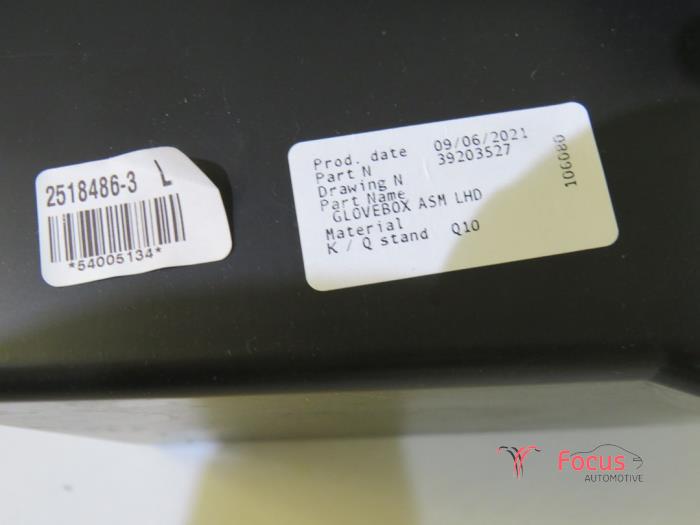 2518486-3 L
*54005134*
Prod. date 09/06/2021
Part N 39203527
Drawing N
Part Name
GLOVEBOX ASM LHD
Material
K / Q stand Q10
106080
Focus
AUTOMOTIVE